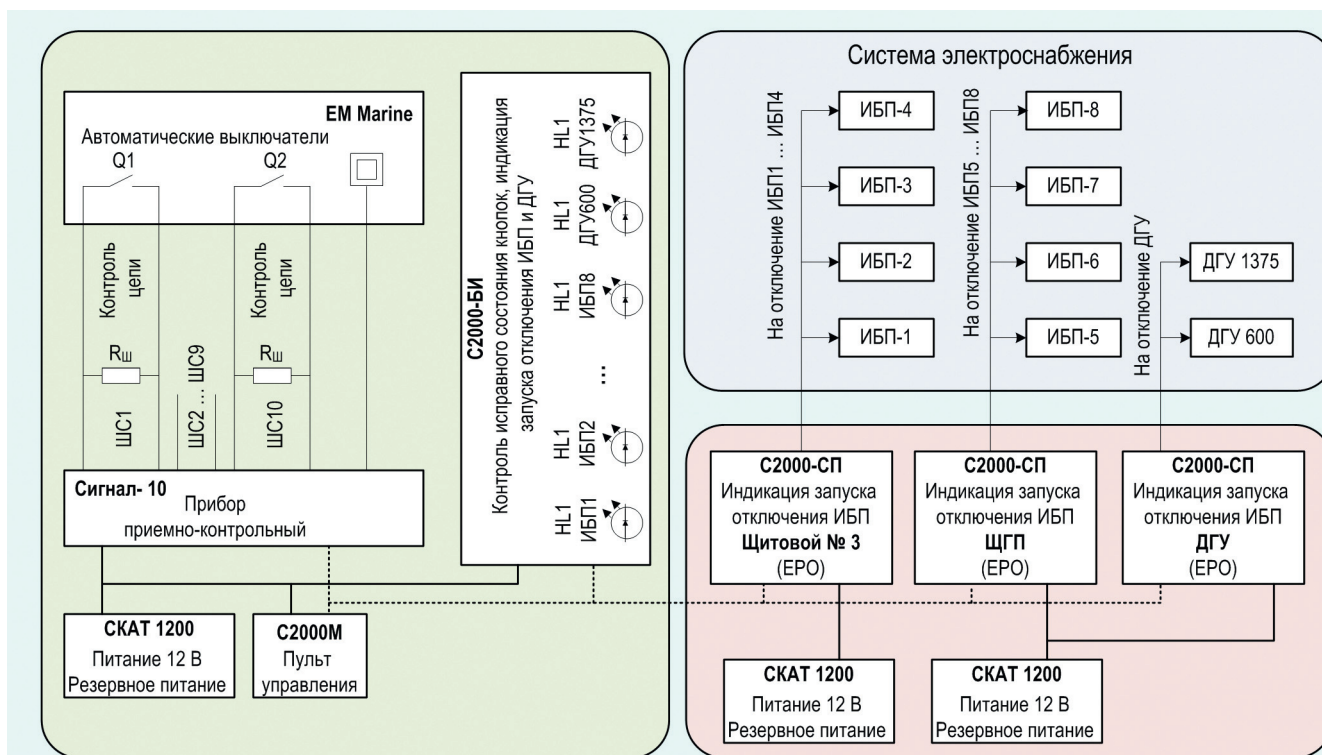 EM Marine
Автоматические выключатели
Q1
Q2
Контроль
цепи
Контроль
цепи
Rш
Rш
ШС1
ШС2 ... ШС9
ШС10
Сигнал- 10
Прибор
приемно-контрольный
СКАТ 1200
Питание 12 В
Резервное питание
С2000М
Пульт
управления
С2000-БИ
Контроль исправного состояния кнопок, индикация
запуска отключения ИБП и ДГУ
HL1
ДГУ1375
HL1
ДГУ600
HL1
ИБП8
...
HL1
ИБП2
HL1
ИБП1
Система электроснабжения
На отключение ИБП1 ... ИБП4
ИБП-4
ИБП-3
ИБП-2
ИБП-1
На отключение ИБП5 ... ИБП8
ИБП-8
ИБП-7
ИБП-6
ИБП-5
На отключение ДГУ
ДГУ 1375
ДГУ 600
С2000-СП
Индикация запуска
отключения ИБП
Щитовой № 3
(EPO)
С2000-СП
Индикация запуска
отключения ИБП
ЩГП
(EPO)
С2000-СП
Индикация запуска
отключения ИБП
ДГУ
(EPO)
СКАТ 1200
Питание 12 В
Резервное питание
СКАТ 1200
Питание 12 В
Резервное питание